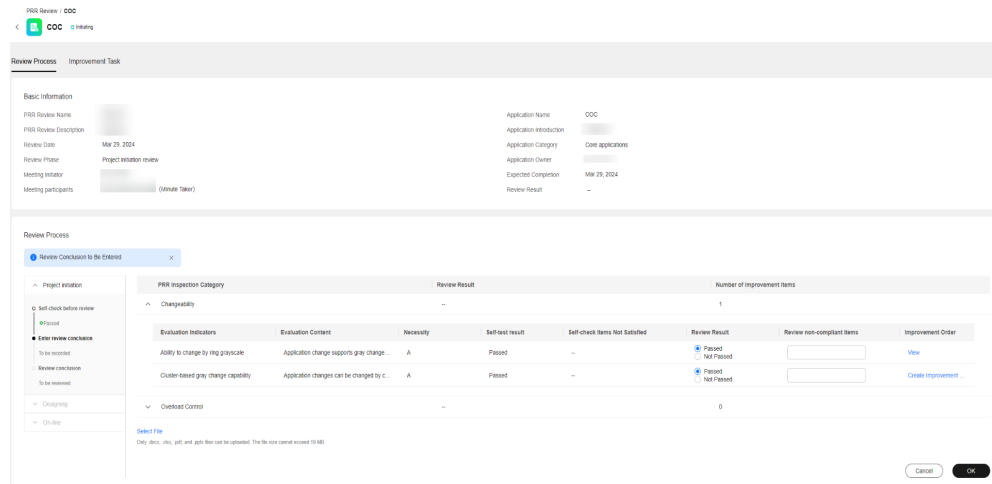 PRR Review / COC
COC Initiating
Review Process Improvement Task
Basic Information
PRR Review Name
PRR Review Description
Review Date Mar 29, 2024
Review Phase Project initiation review
Meeting Initiator
Meeting participants (Minute Taker)
Application Name COC
Application Introduction
Application Category Core applications
Application Owner
Expected Completion Mar 29, 2024
Review Result --
Review Process
Review Conclusion to Be Entered ×
Project initiation
Self-check before review
Passed
Enter review conclusion
To be recorded
Review conclusion
To be reviewed
Designing
On-line
PRR Inspection Category Review Result Number of Improvement Items
Changeability -- 1
Evaluation Indicators Evaluation Content Necessity Self-test result Self-check Items Not Satisfied Review Result Review non-compliant items Improvement Order
Ability to change by ring grayscale Application change supports gray change... A Passed -- Passed Not Passed View
Cluster-based gray change capability Application changes can be changed by c... A Passed -- Passed Not Passed Create Improvement ...
Overload Control -- 0
Select File
Only .docx, .xlsx, .pdf, and .pptx files can be uploaded. The file size cannot exceed 10 MB
Cancel OK